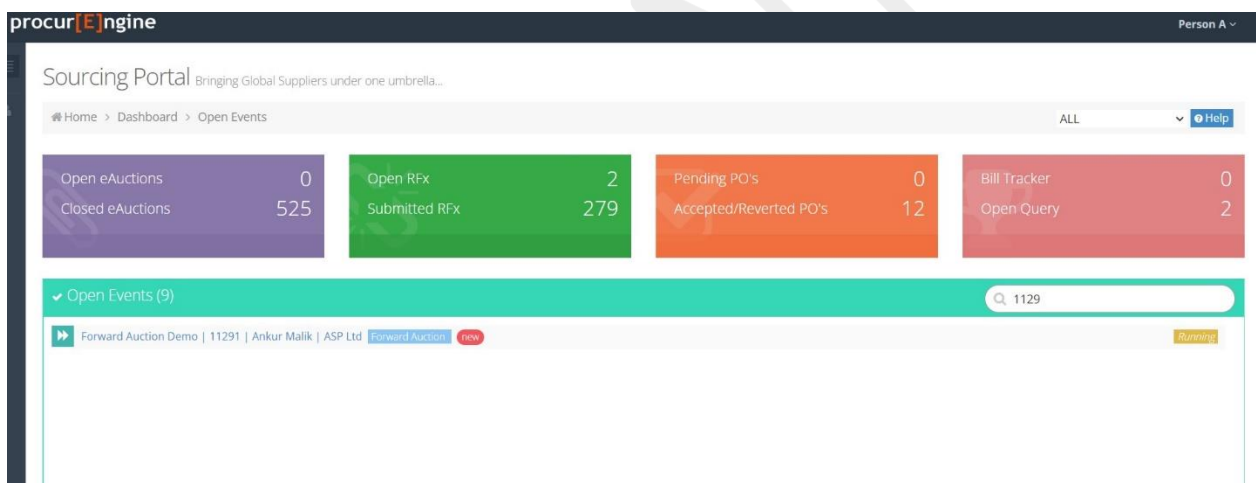 procur[E]ngine
Person A
Sourcing Portal Bringing Global Suppliers under one umbrella...
Home > Dashboard > Open Events
ALL
Help
Open eAuctions 0
Closed eAuctions 525
Open RFx 2
Submitted RFx 279
Pending PO's 0
Accepted/Reverted PO's 12
Bill Tracker 0
Open Query 2
Open Events (9)
1129
Forward Auction Demo | 11291 | Ankur Malik | ASP Ltd Forward Auction new
Running